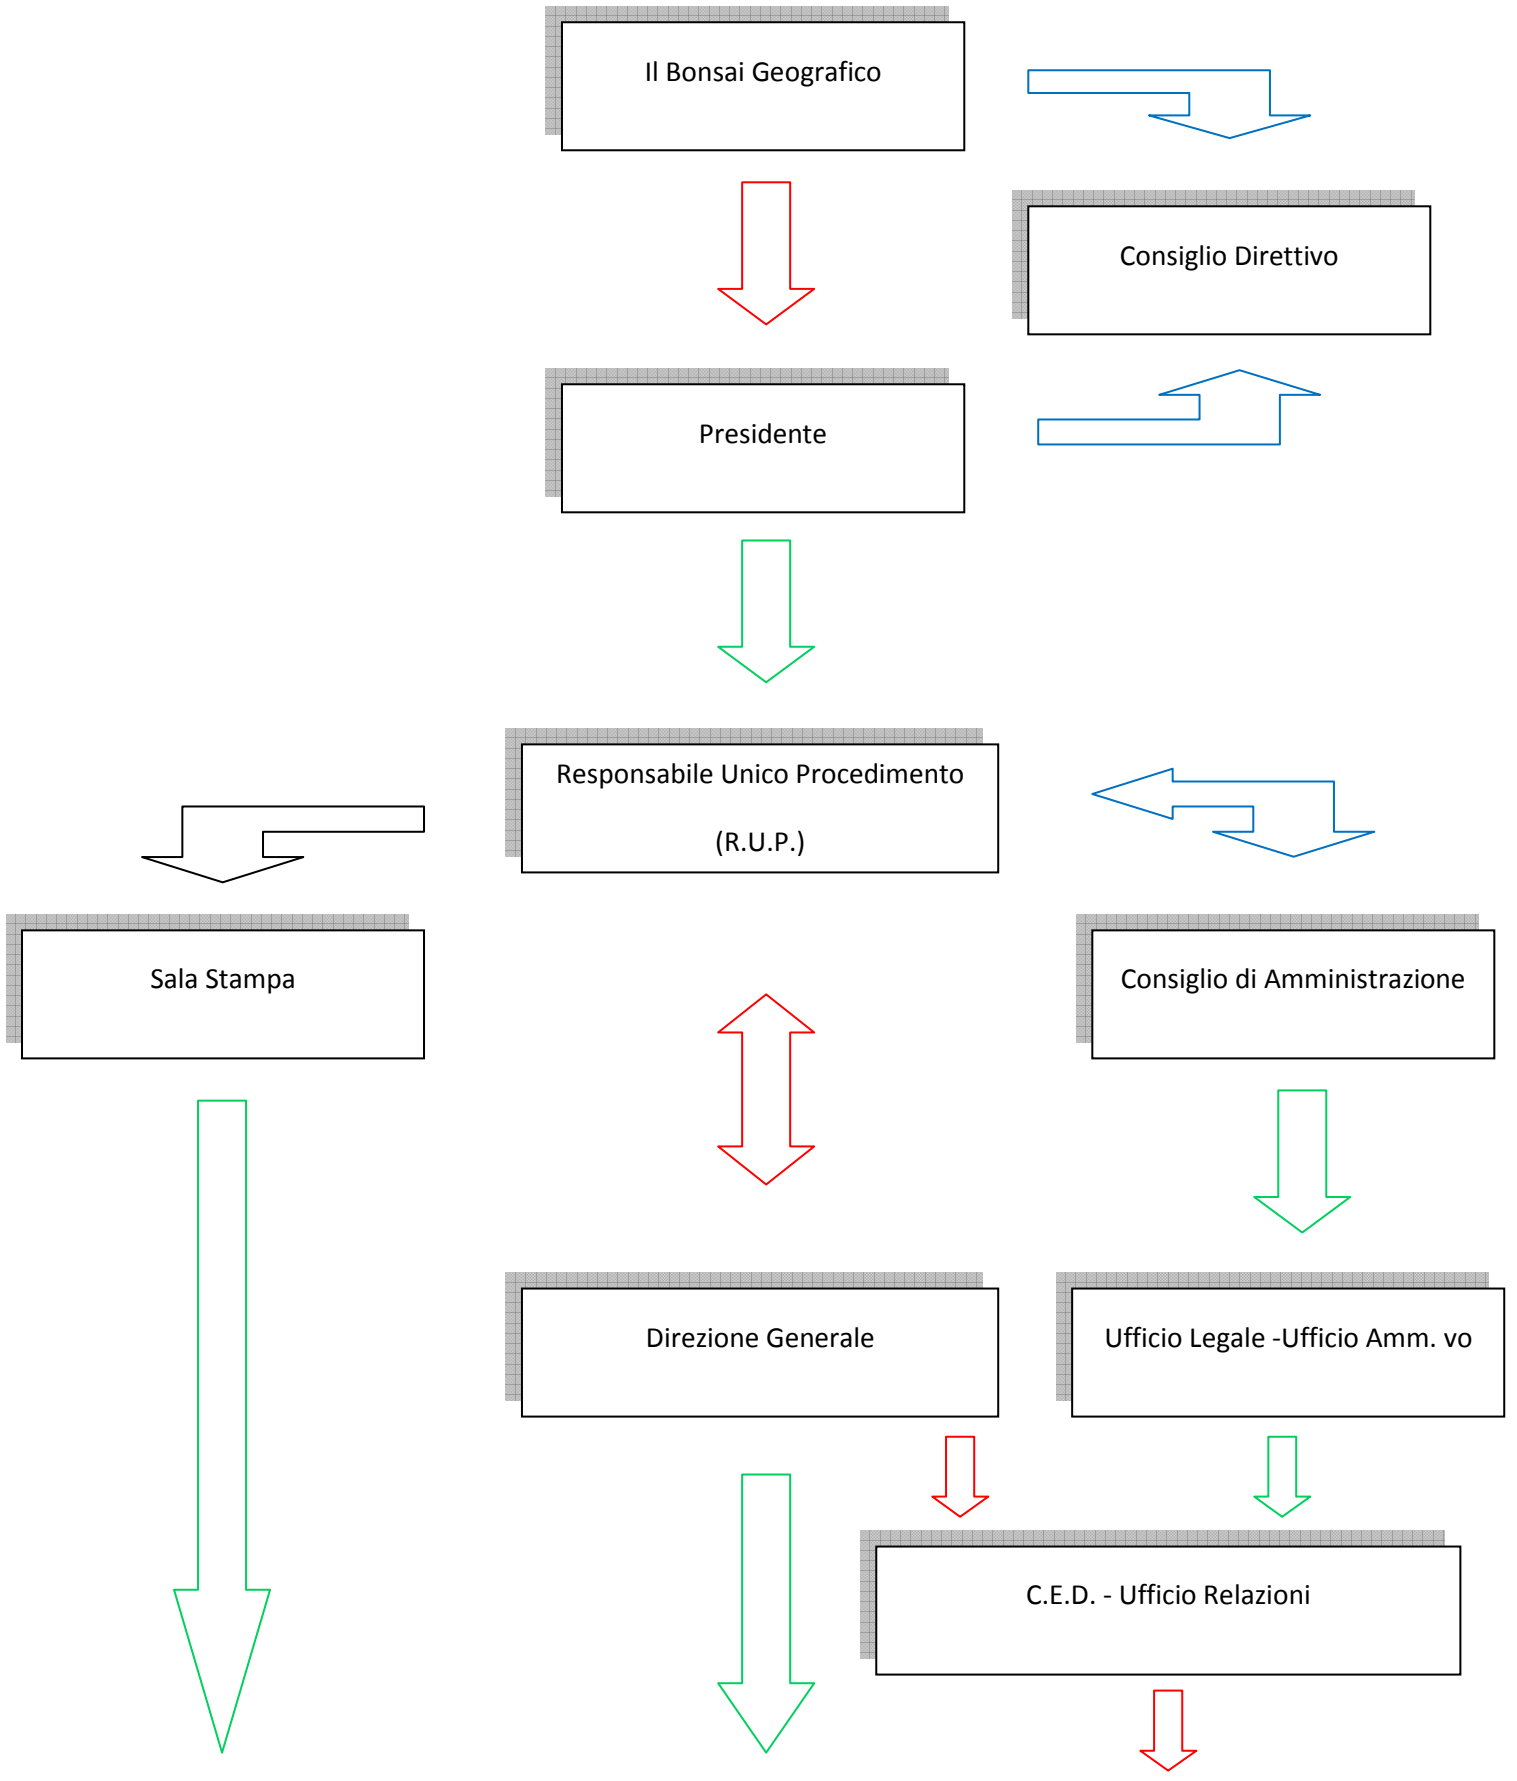 Il Bonsai Geografico
Consiglio Direttivo
Presidente
Responsabile Unico Procedimento
(R.U.P.)
Sala Stampa
Consiglio di Amministrazione
Direzione Generale
Ufficio Legale -Ufficio Amm. vo
C.E.D. - Ufficio Relazioni